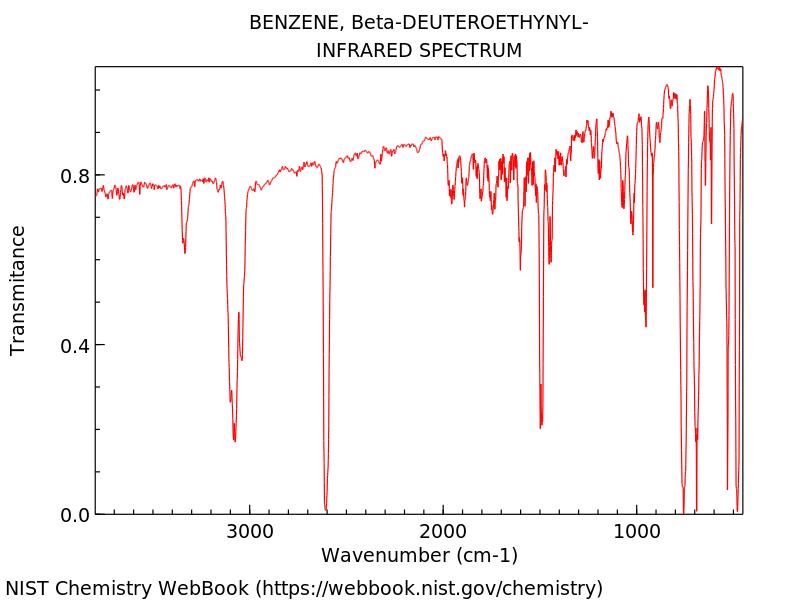 BENZENE, Beta-DEUTEROETHYNYL-
INFRARED SPECTRUM
0.8
0.4
0.0
Transmitance
3000
2000
1000
Wavenumber (cm-1)
NIST Chemistry WebBook (https://webbook.nist.gov/chemistry)